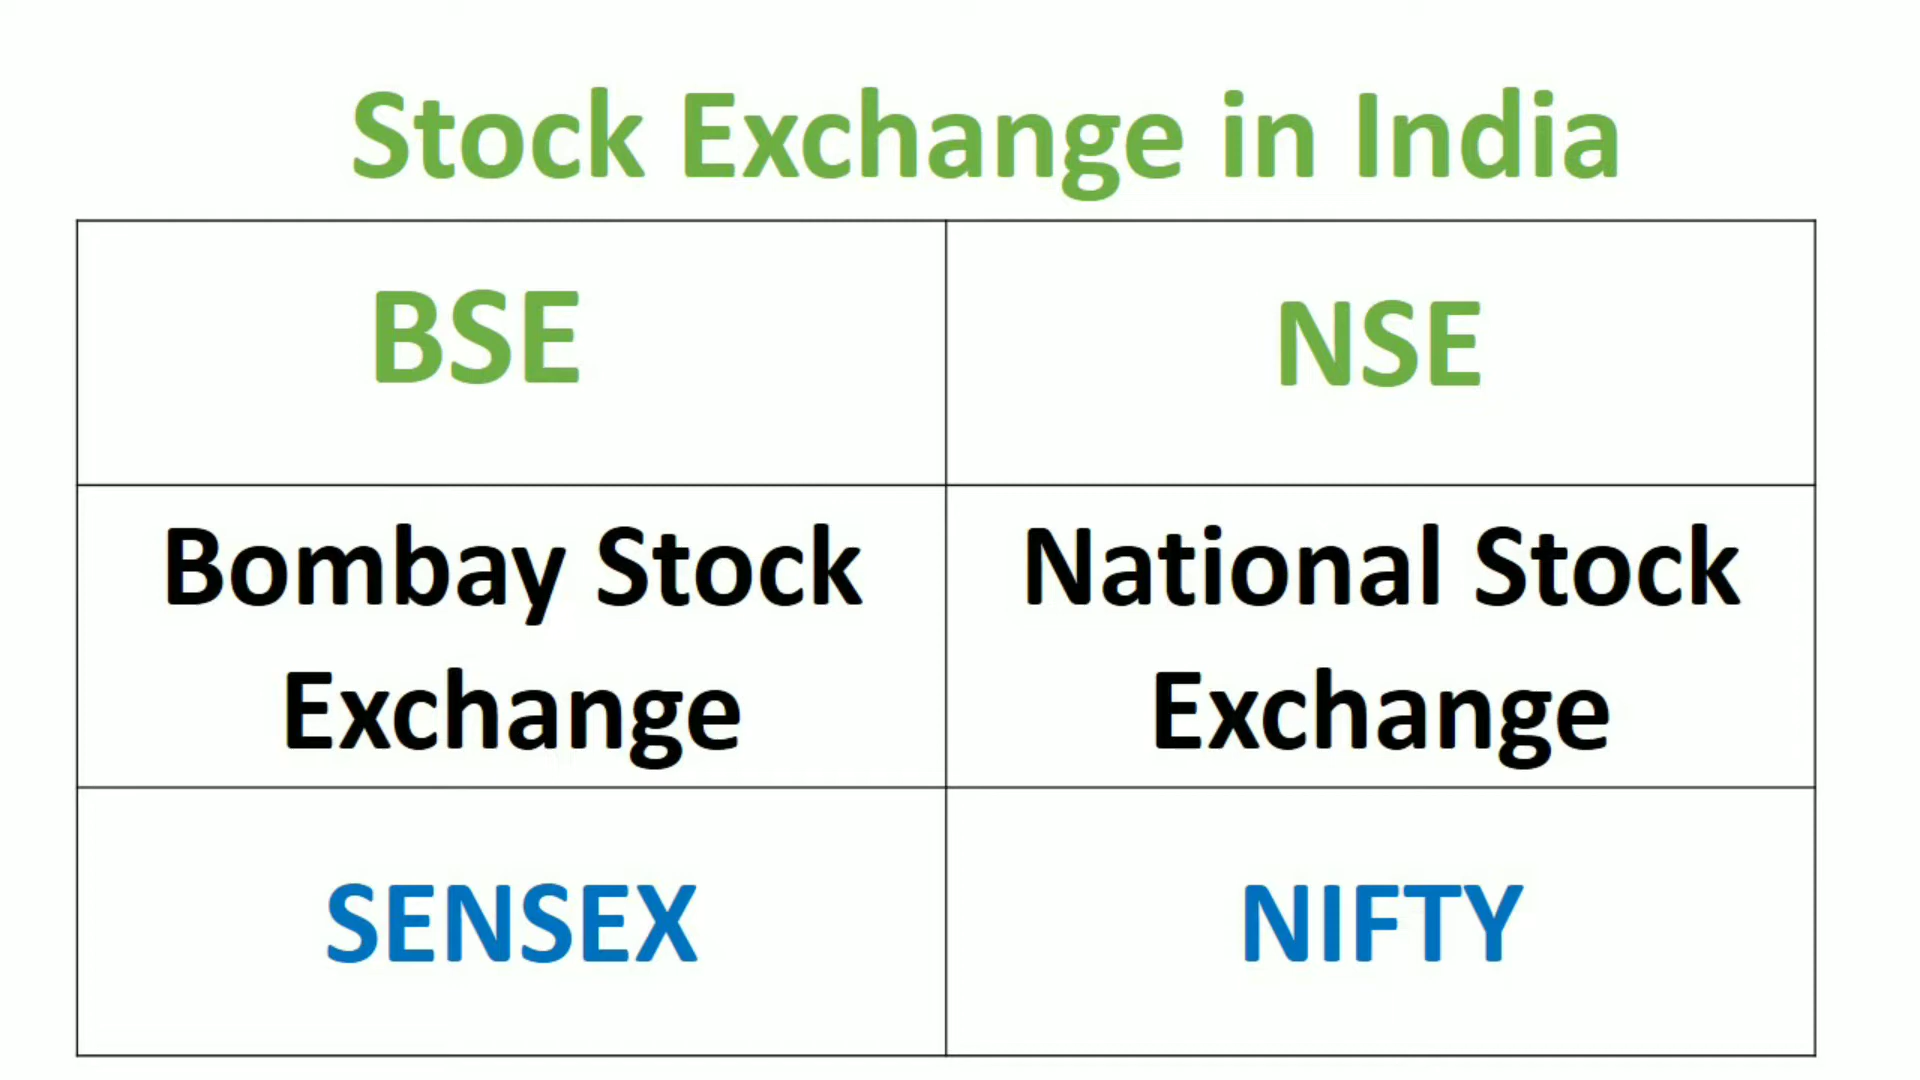 Stock Exchange in India
BSE
NSE
Bombay Stock
Exchange
National Stock
Exchange
SENSEX
NIFTY